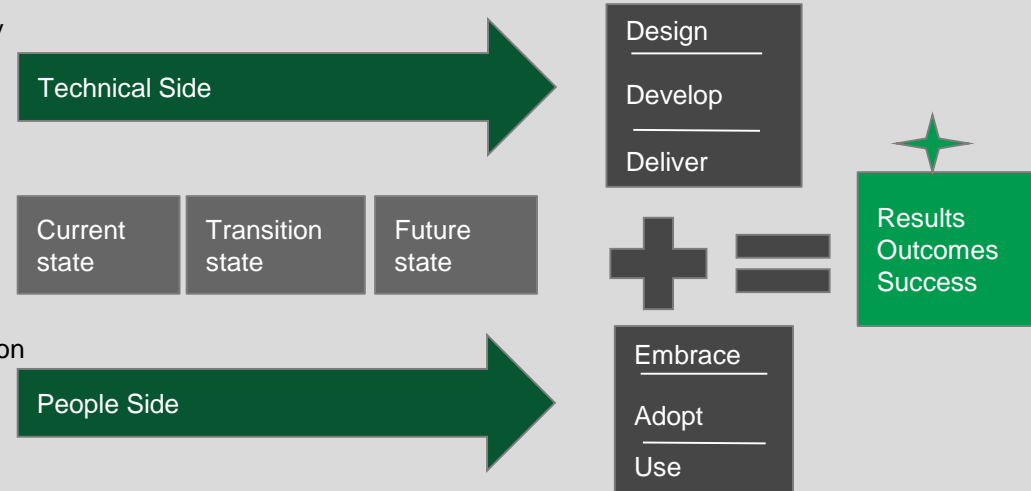 Technical Side
Design
Develop
Deliver
Current
state
Transition
state
Future
state
Results
Outcomes
Success
People Side
Embrace
Adopt
Use